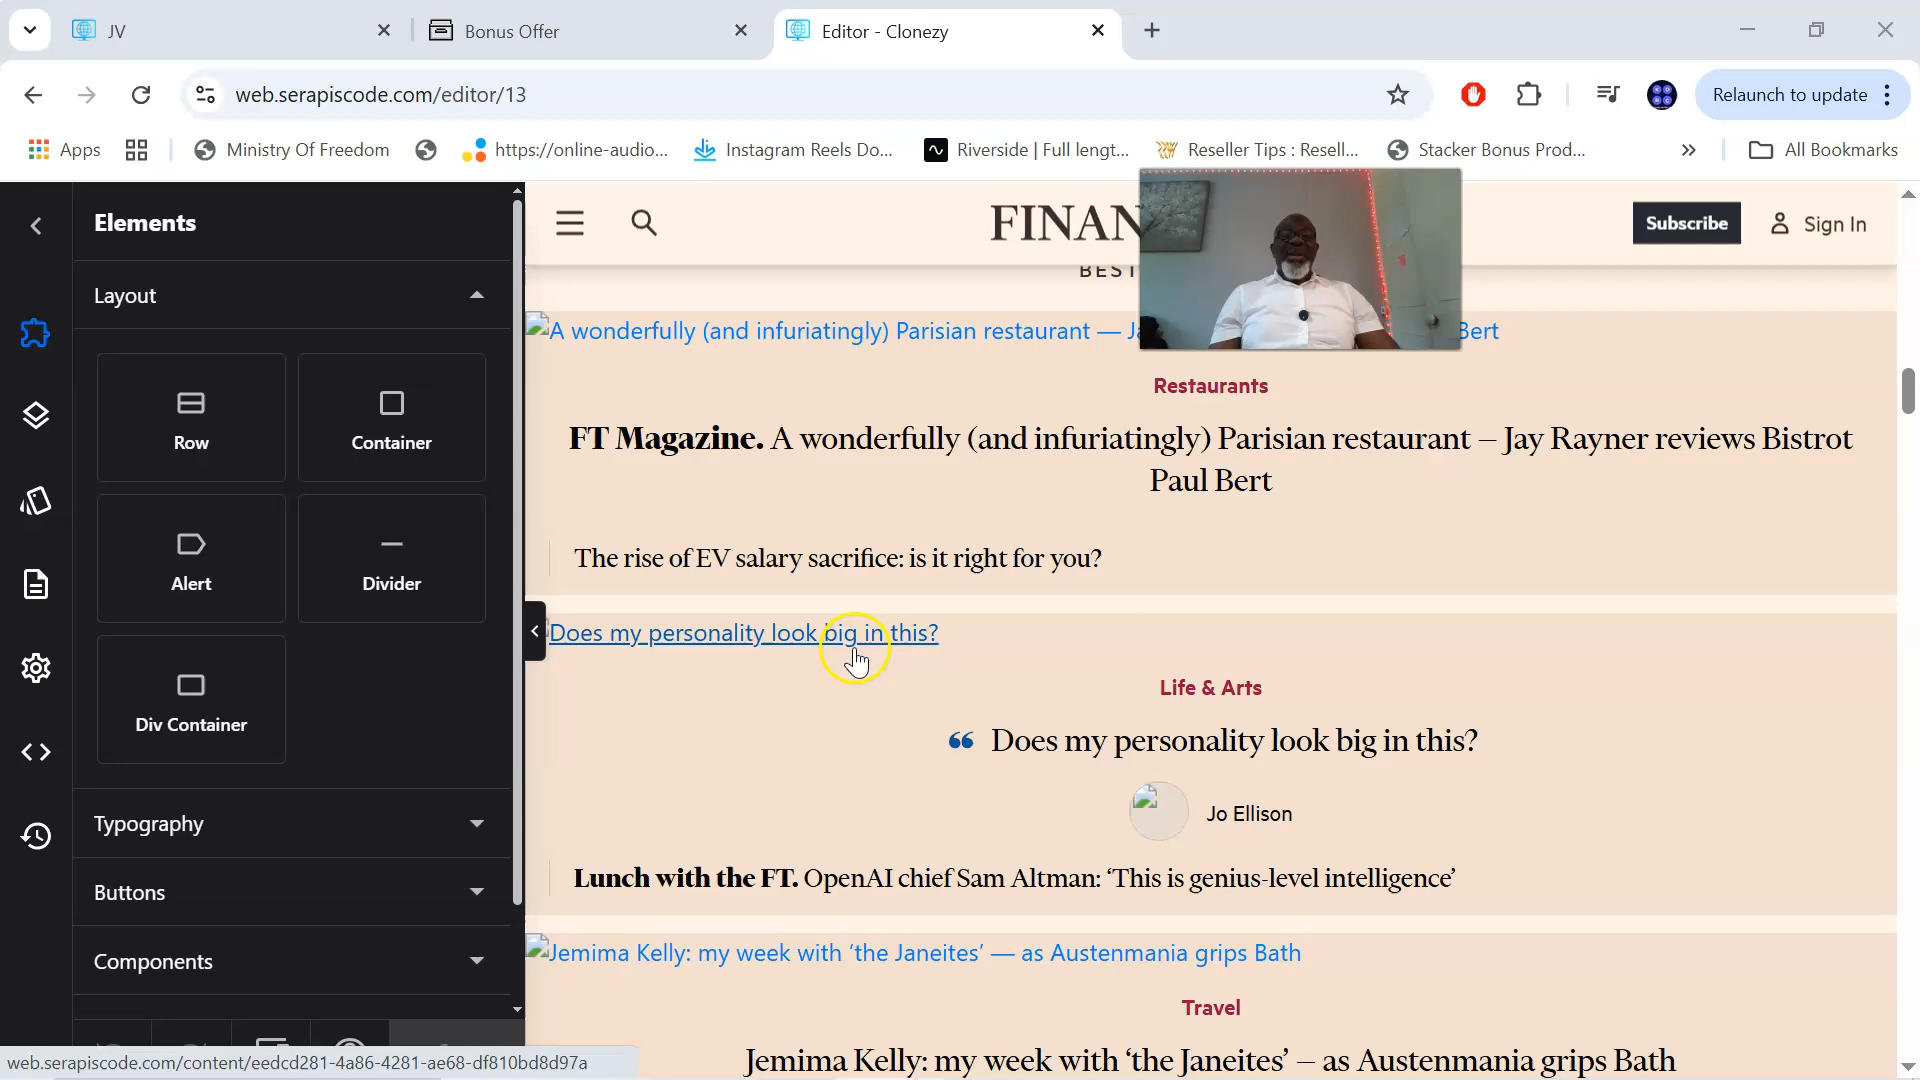 JV
Bonus Offer
Editor - Clonezy
web.serapiscode.com/editor/13
Relaunch to update
Apps
Ministry Of Freedom
https://online-audio...
Instagram Reels Do...
Riverside | Full lengt...
Reseller Tips : Resell...
Stacker Bonus Prod...
All Bookmarks
Elements
Layout
Row
Container
Alert
Divider
Div Container
Typography
Buttons
Components
FINAN
Subscribe
Sign In
BEST
A wonderfully (and infuriatingly) Parisian restaurant — Ja
Bert
Restaurants
FT Magazine. A wonderfully (and infuriatingly) Parisian restaurant – Jay Rayner reviews Bistrot
Paul Bert
The rise of EV salary sacrifice: is it right for you?
Does my personality look big in this?
Life & Arts
“ Does my personality look big in this?
Jo Ellison
Lunch with the FT. OpenAI chief Sam Altman: ‘This is genius-level intelligence’
Jemima Kelly: my week with ‘the Janeites’ — as Austenmania grips Bath
Travel
Jemima Kelly: my week with ‘the Janeites’ – as Austenmania grips Bath
web.serapiscode.com/content/eedcd281-4a86-4281-ae68-df810bd8d97a